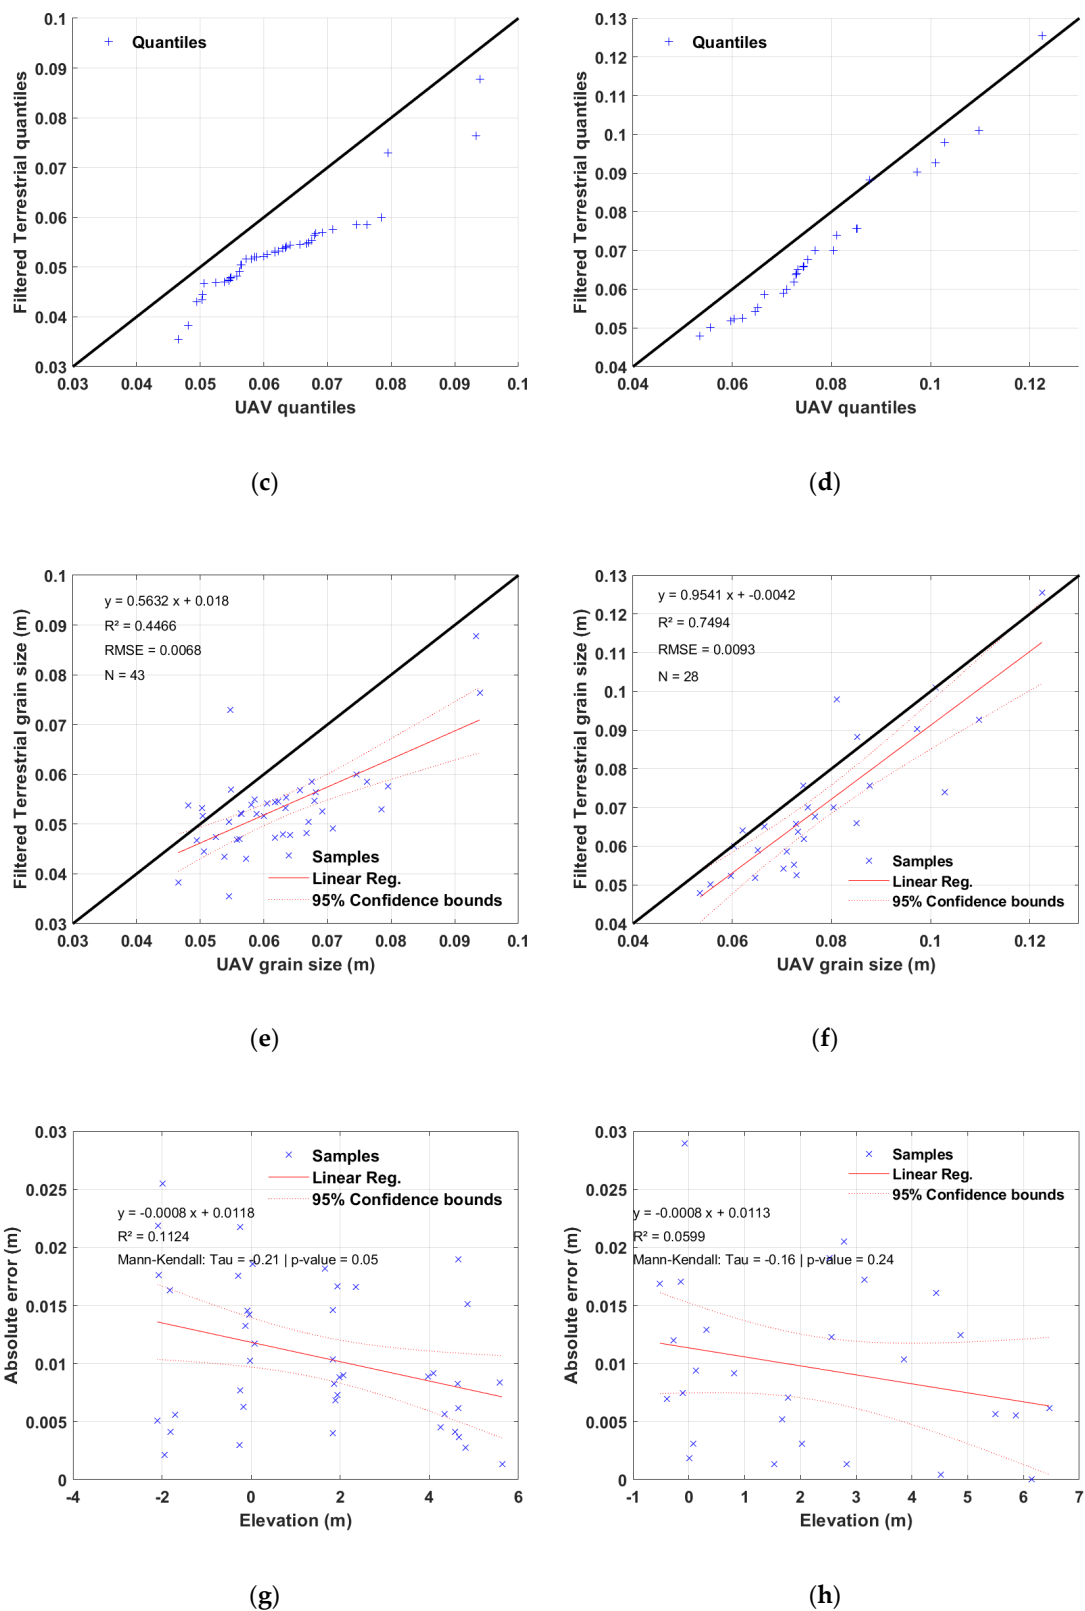 Quantiles
Filtered Terrestrial quantiles
0.1
0.09
0.08
0.07
0.06
0.05
0.04
0.03
0.03 0.04 0.05 0.06 0.07 0.08 0.09 0.1
UAV quantiles
(c)
Quantiles
Filtered Terrestrial quantiles
0.13
0.12
0.11
0.1
0.09
0.08
0.07
0.06
0.05
0.04
0.04 0.06 0.08 0.1 0.12
UAV quantiles
(d)
y = 0.5632 x + 0.018
R² = 0.4466
RMSE = 0.0068
N = 43
Filtered Terrestrial grain size (m)
0.1
0.09
0.08
0.07
0.06
0.05
0.04
0.03
Samples
Linear Reg.
95% Confidence bounds
0.03 0.04 0.05 0.06 0.07 0.08 0.09 0.1
UAV grain size (m)
(e)
y = 0.9541 x + -0.0042
R² = 0.7494
RMSE = 0.0093
N = 28
Filtered Terrestrial grain size (m)
0.13
0.12
0.11
0.1
0.09
0.08
0.07
0.06
0.05
0.04
Samples
Linear Reg.
95% Confidence bounds
0.04 0.06 0.08 0.1 0.12
UAV grain size (m)
(f)
Samples
Linear Reg.
95% Confidence bounds
y = -0.0008 x + 0.0118
R² = 0.1124
Mann-Kendall: Tau = -0.21 | p-value = 0.05
Absolute error (m)
0.03
0.025
0.02
0.015
0.01
0.005
0
-4 -2 0 2 4 6
Elevation (m)
(g)
Samples
Linear Reg.
95% Confidence bounds
y = -0.0008 x + 0.0113
R² = 0.0599
Mann-Kendall: Tau = -0.16 | p-value = 0.24
Absolute error (m)
0.03
0.025
0.02
0.015
0.01
0.005
0
-1 0 1 2 3 4 5 6 7
Elevation (m)
(h)